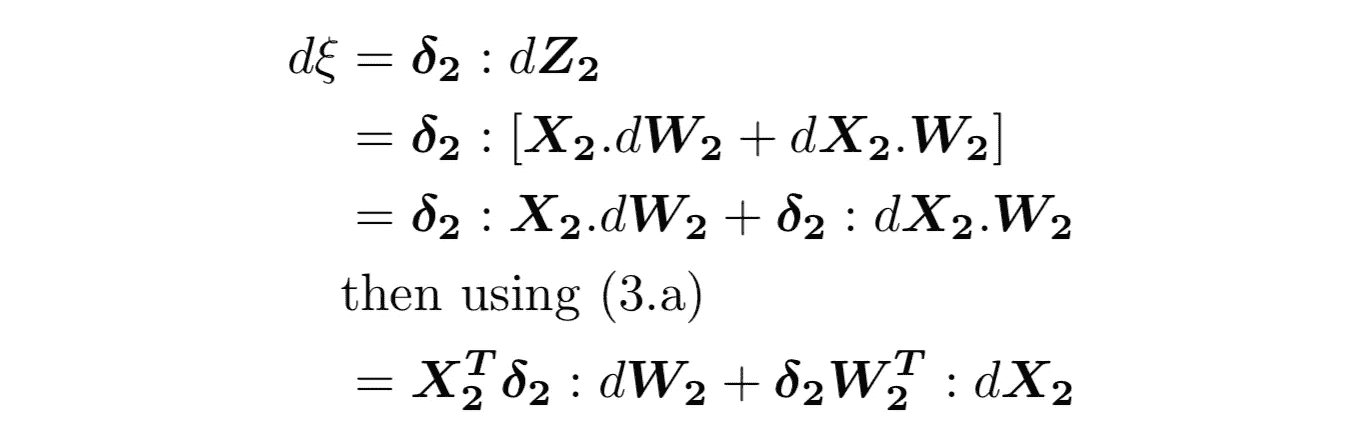 dξ = δ₂ : dZ₂
= δ₂ : [X₂.dW₂ + dX₂.W₂]
= δ₂ : X₂.dW₂ + δ₂ : dX₂.W₂
then using (3.a)
= X₂ᵀδ₂ : dW₂ + δ₂W₂ᵀ : dX₂